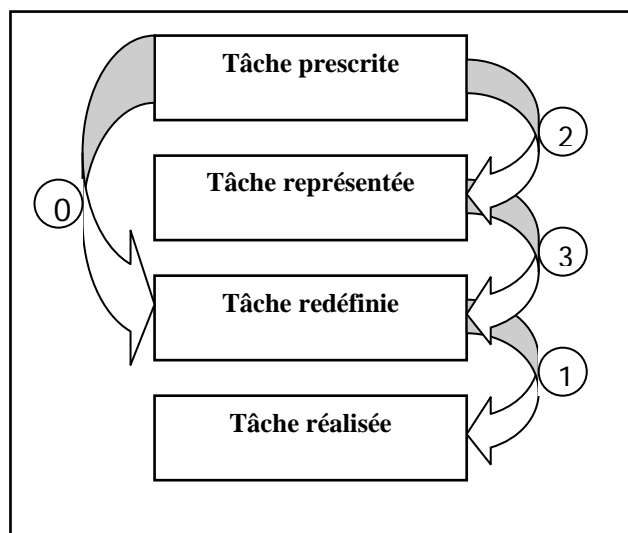 Tâche prescrite
2
Tâche représentée
0
3
Tâche redéfinie
1
Tâche réalisée